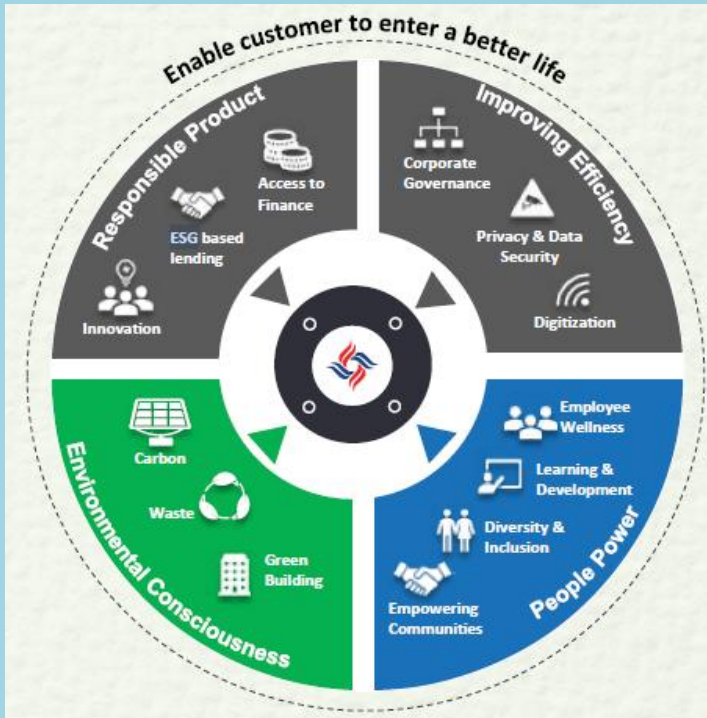 Enable customer to enter a better life
Responsible Product
Access to
Finance
ESG based
lending
Innovation
Improving Efficiency
Corporate
Governance
Privacy & Data
Security
Digitization
Environmental Consciousness
Carbon
Waste
Green
Building
People Power
Employee
Wellness
Learning &
Development
Diversity &
Inclusion
Empowering
Communities